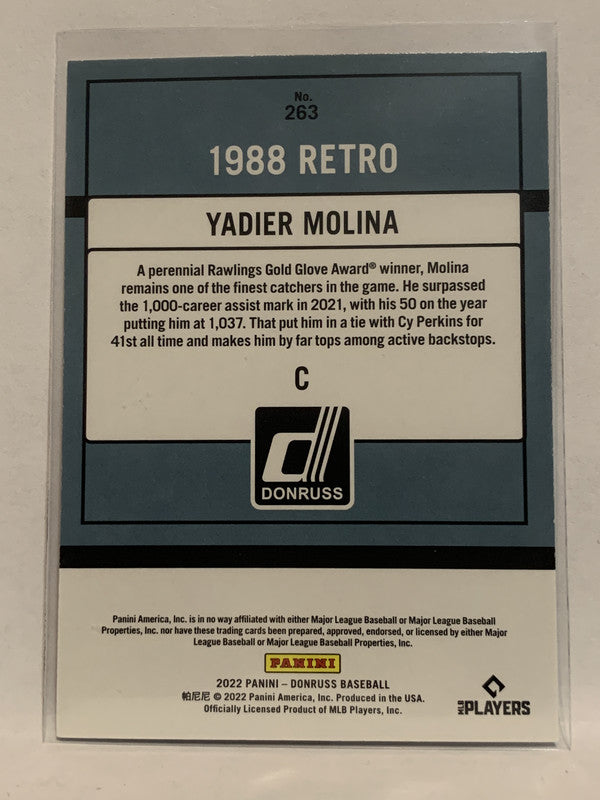 No.
263
1988 RETRO
YADIER MOLINA
A perennial Rawlings Gold Glove Award® winner, Molina
remains one of the finest catchers in the game. He surpassed
the 1,000-career assist mark in 2021, with his 50 on the year
putting him at 1,037. That put him in a tie with Cy Perkins for
41st all time and makes him by far tops among active backstops.
C
d
DONRUSS
Panini America, Inc. is in no way affiliated with either Major League Baseball or Major League Baseball
Properties, Inc. nor have these trading cards been prepared, approved, endorsed, or licensed by either Major
League Baseball or Major League Baseball Properties, Inc.
PANINI
2022 PANINI – DONRUSS BASEBALL
帕尼尼 © 2022 Panini America, Inc. Produced in the USA.
Officially Licensed Product of MLB Players, Inc.
MLB PLAYERS